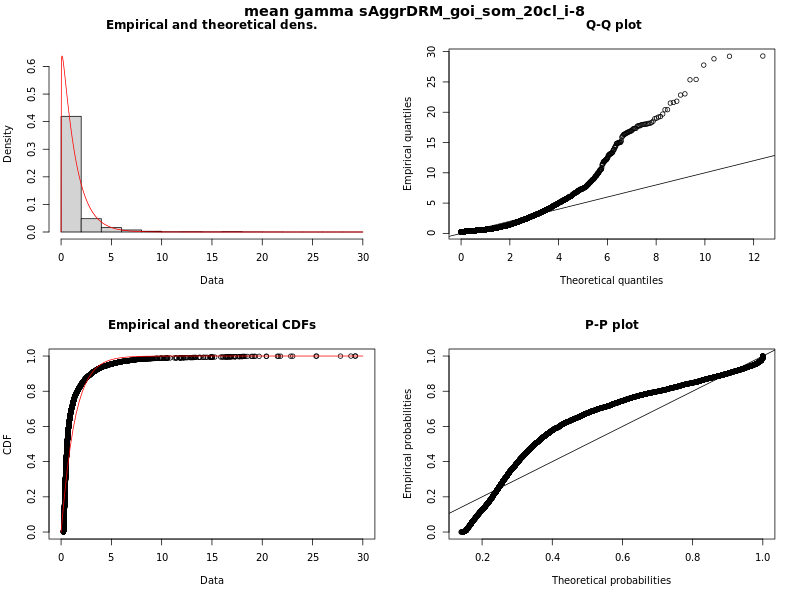 mean gamma sAggrDRM_goi_som_20cl_i-8
Empirical and theoretical dens.
Density
0.0 0.1 0.2 0.3 0.4 0.5 0.6
0 5 10 15 20 25 30
Data
Q-Q plot
Empirical quantiles
0 5 10 15 20 25 30
0 2 4 6 8 10 12
Theoretical quantiles
Empirical and theoretical CDFs
CDF
0.0 0.2 0.4 0.6 0.8 1.0
0 5 10 15 20 25 30
Data
P-P plot
Empirical probabilities
0.0 0.2 0.4 0.6 0.8 1.0
0.2 0.4 0.6 0.8 1.0
Theoretical probabilities